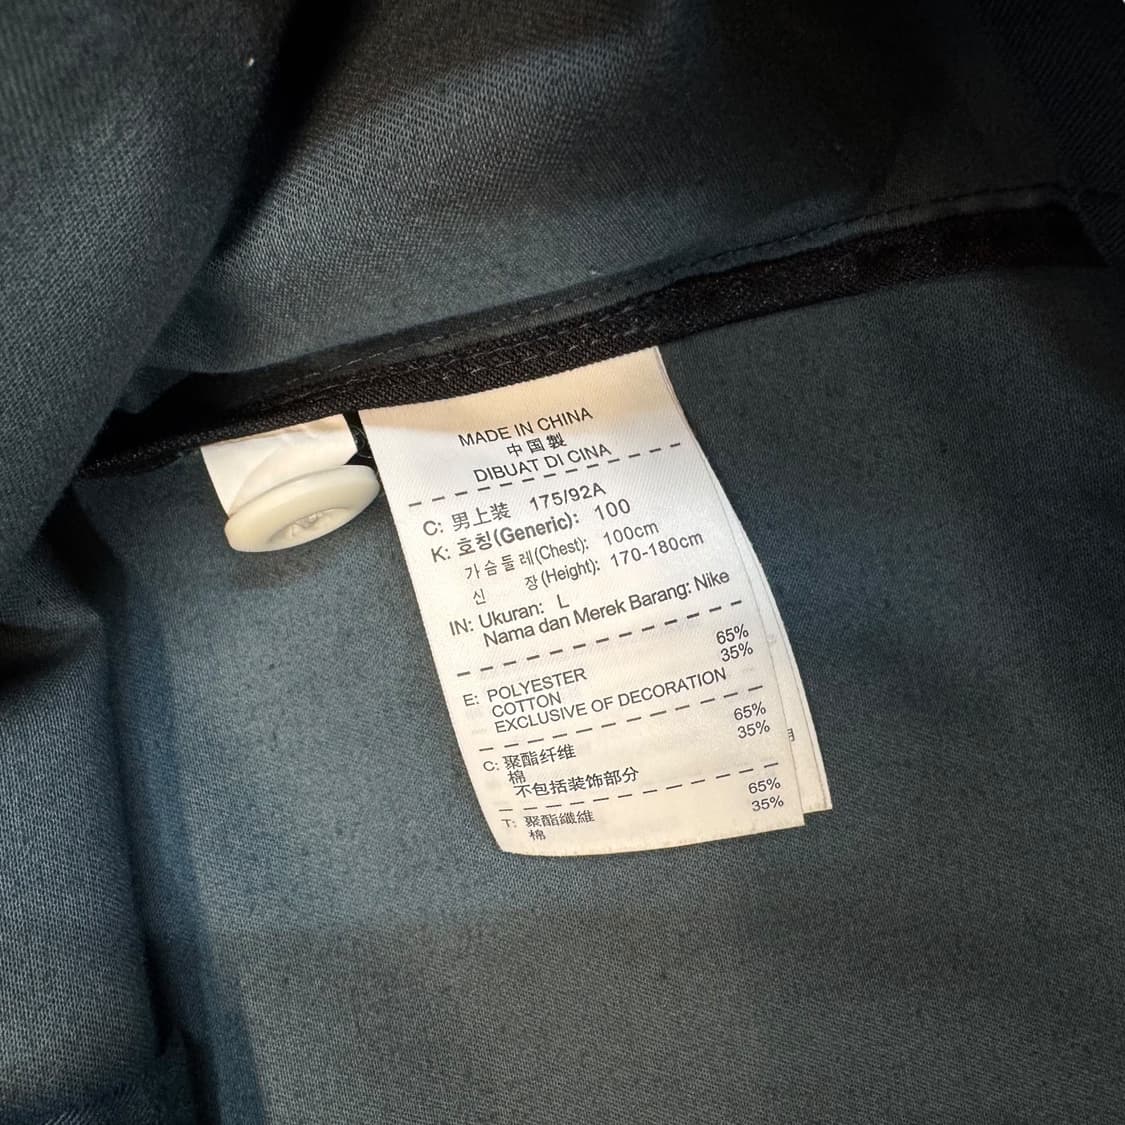 MADE IN CHINA
中国製
DIBUAT DI CINA
C: 男上装 175/92A
K: 호칭(Generic): 100
가슴둘레(Chest): 100cm
신 장(Height): 170-180cm
IN: Ukuran: L
Nama dan Merek Barang: Nike
65%
35%
E: POLYESTER
COTTON
EXCLUSIVE OF DECORATION
65%
35%
C: 聚酯纤维
棉
不包括装饰部分
65%
35%
T: 聚酯纖維
棉